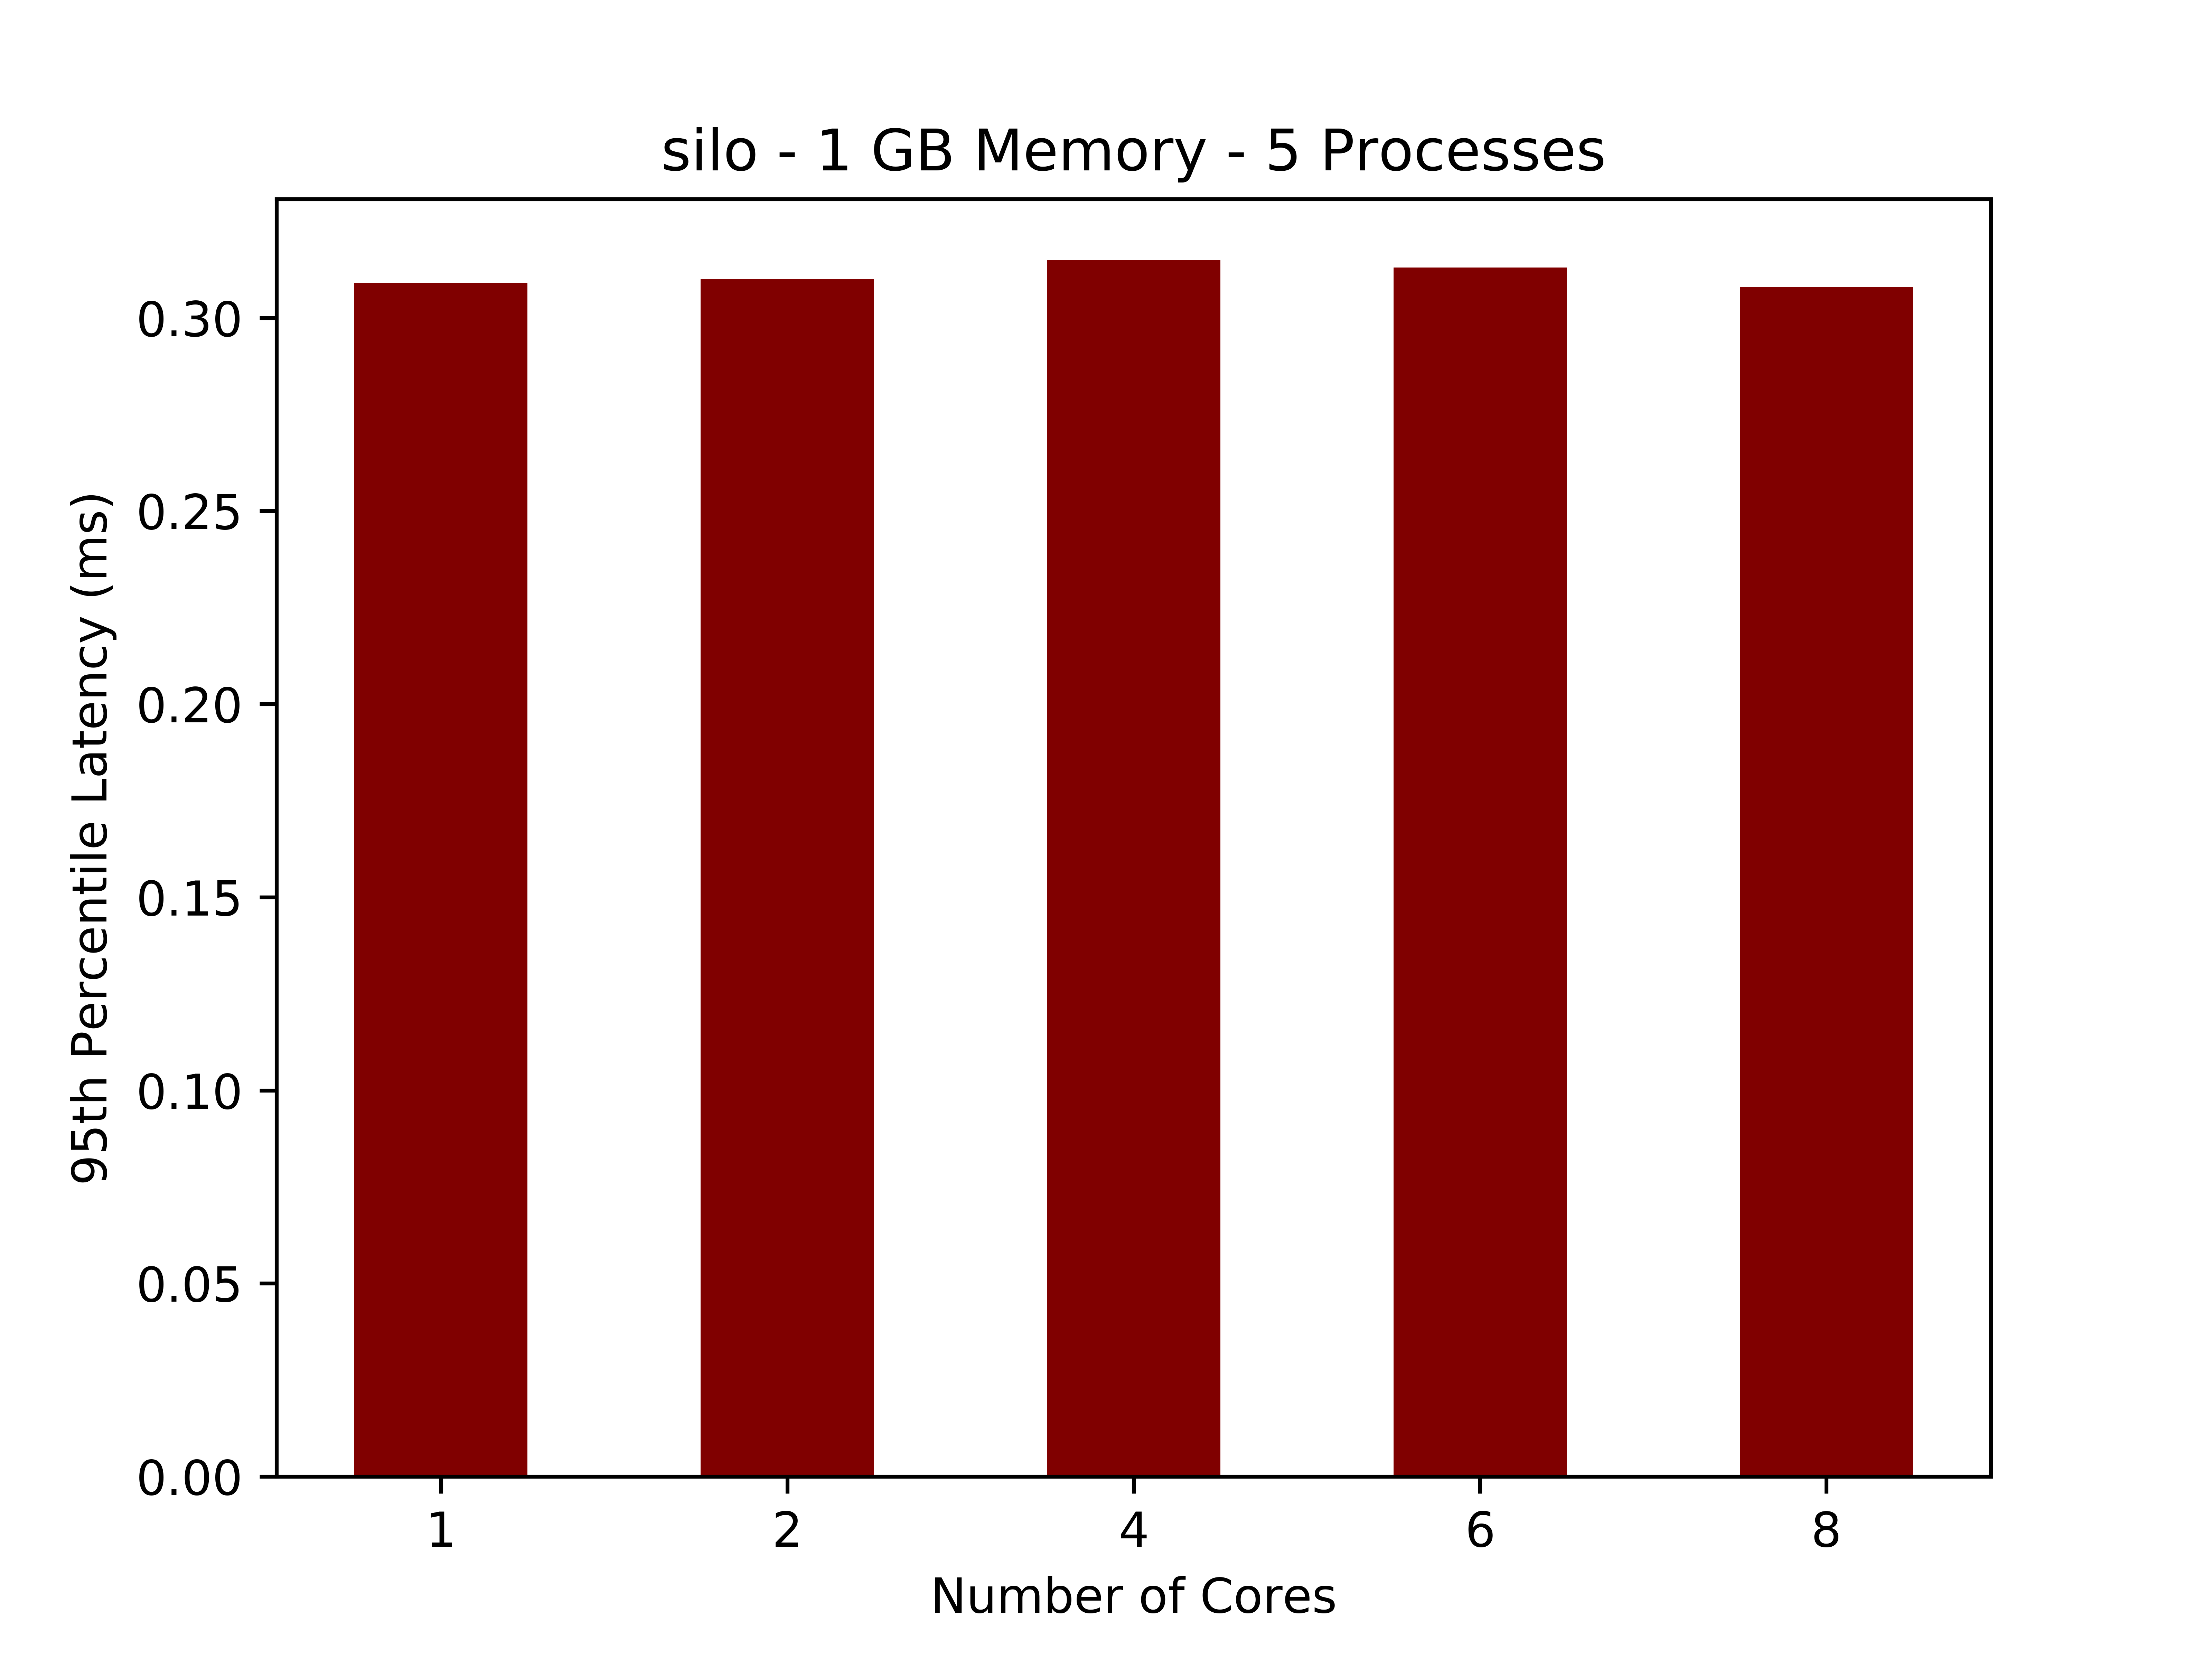 silo - 1 GB Memory - 5 Processes
95th Percentile Latency (ms)
0.30
0.25
0.20
0.15
0.10
0.05
0.00
1 2 4 6 8
Number of Cores